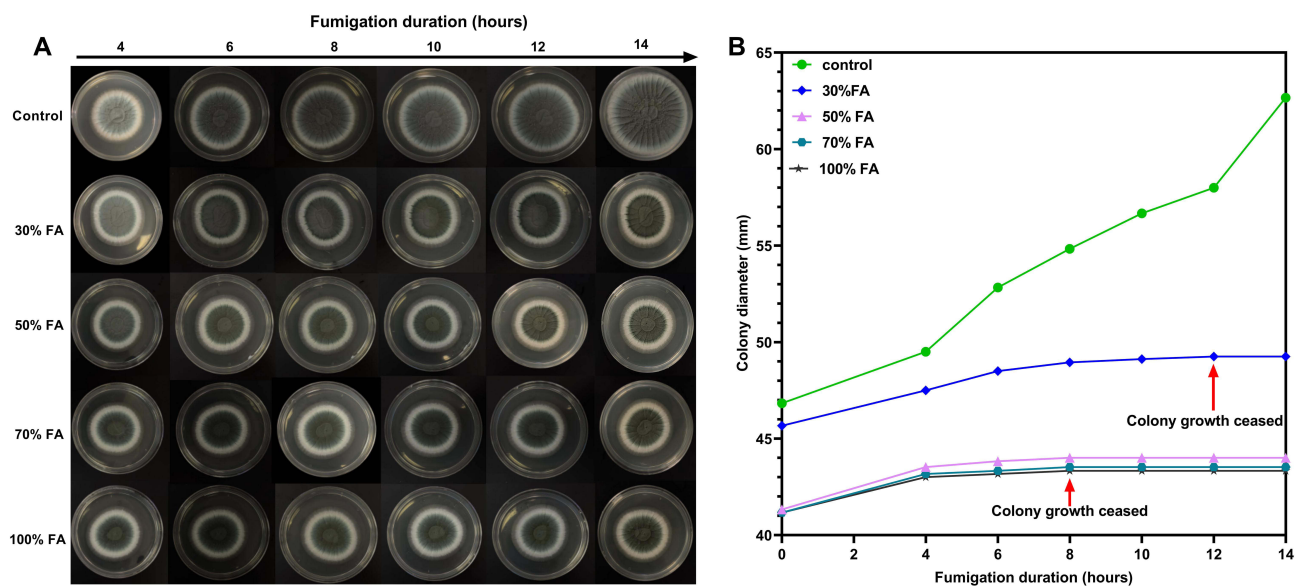 Fumigation duration (hours)
A
4 6 8 10 12 14
Control
30% FA
50% FA
70% FA
100% FA
B
65
60
55
50
45
40
Colony diameter (mm)
control
30%FA
50% FA
70% FA
100% FA
Colony growth ceased
Colony growth ceased
0 2 4 6 8 10 12 14
Fumigation duration (hours)